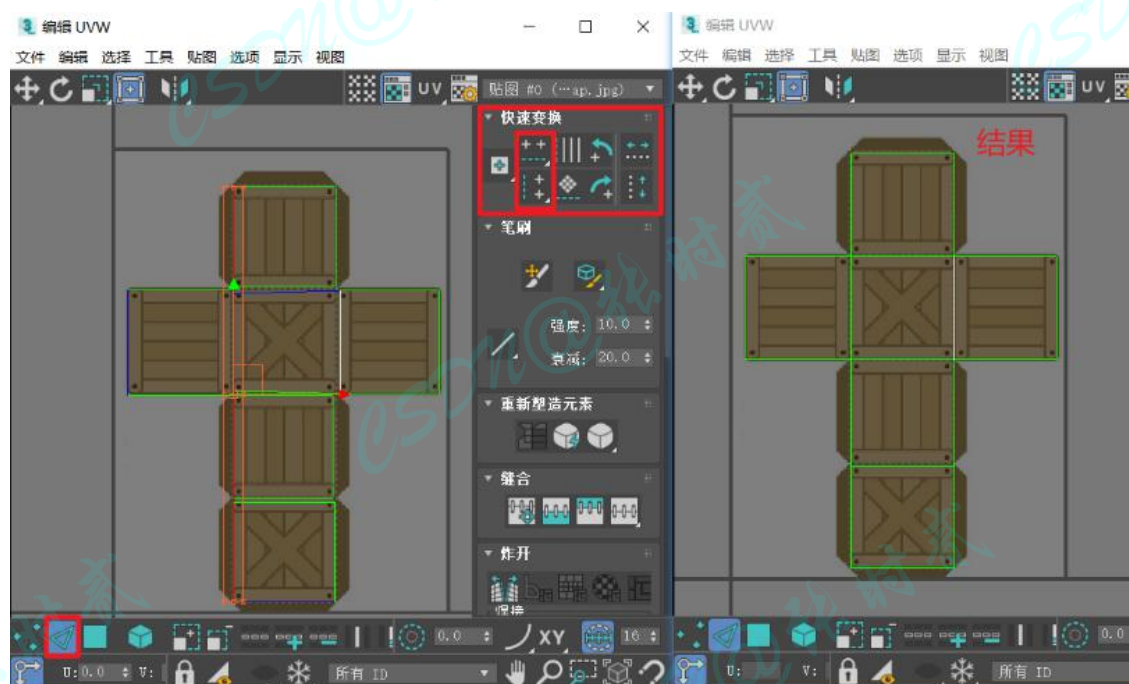 编辑 UVW
文件 编辑 选择 工具 贴图 选项 显示 视图
UV
贴图 #0 (…ap.jpg)
快速变换
笔刷
强度: 10.0
衰减: 20.0
重新塑造元素
缝合
炸开
焊接
0.0
XY
16
U: 0.0 V:
所有 ID
编辑 UVW
文件 编辑 选择 工具 贴图 选项 显示 视图
UV
结果
0.0
U: V:
所有 ID